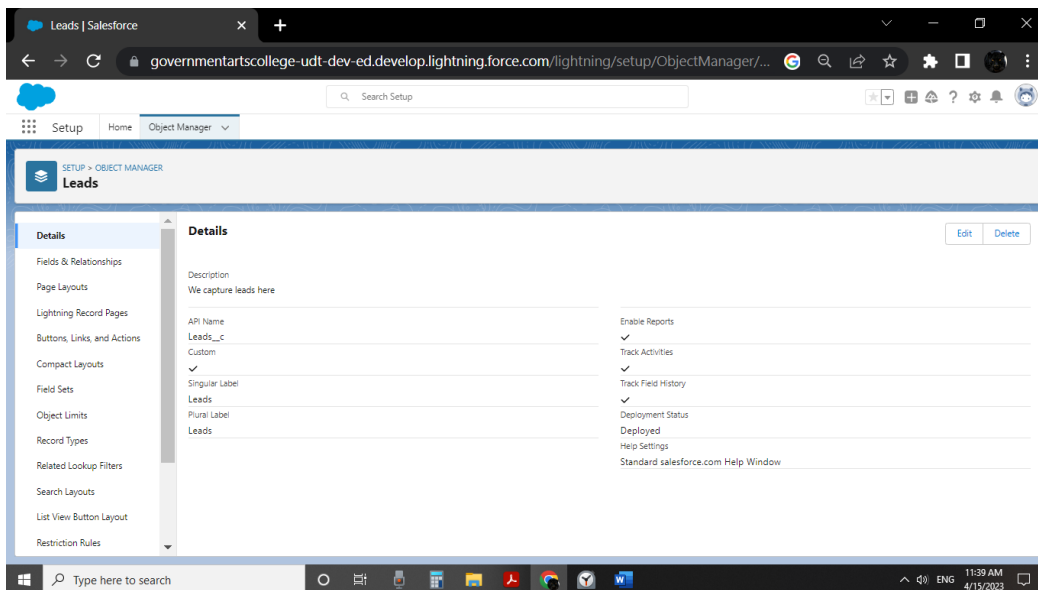 Leads | Salesforce
governmentartscollege-udt-dev-ed.develop.lightning.force.com/lightning/setup/ObjectManager/...
Search Setup
Setup Home Object Manager
SETUP > OBJECT MANAGER
Leads
Details
Fields & Relationships
Page Layouts
Lightning Record Pages
Buttons, Links, and Actions
Compact Layouts
Field Sets
Object Limits
Record Types
Related Lookup Filters
Search Layouts
List View Button Layout
Restriction Rules
Details
Edit Delete
Description
We capture leads here
API Name
Leads__c
Custom
Singular Label
Leads
Plural Label
Leads
Enable Reports
Track Activities
Track Field History
Deployment Status
Deployed
Help Settings
Standard salesforce.com Help Window
Type here to search
ENG
11:39 AM
4/15/2023